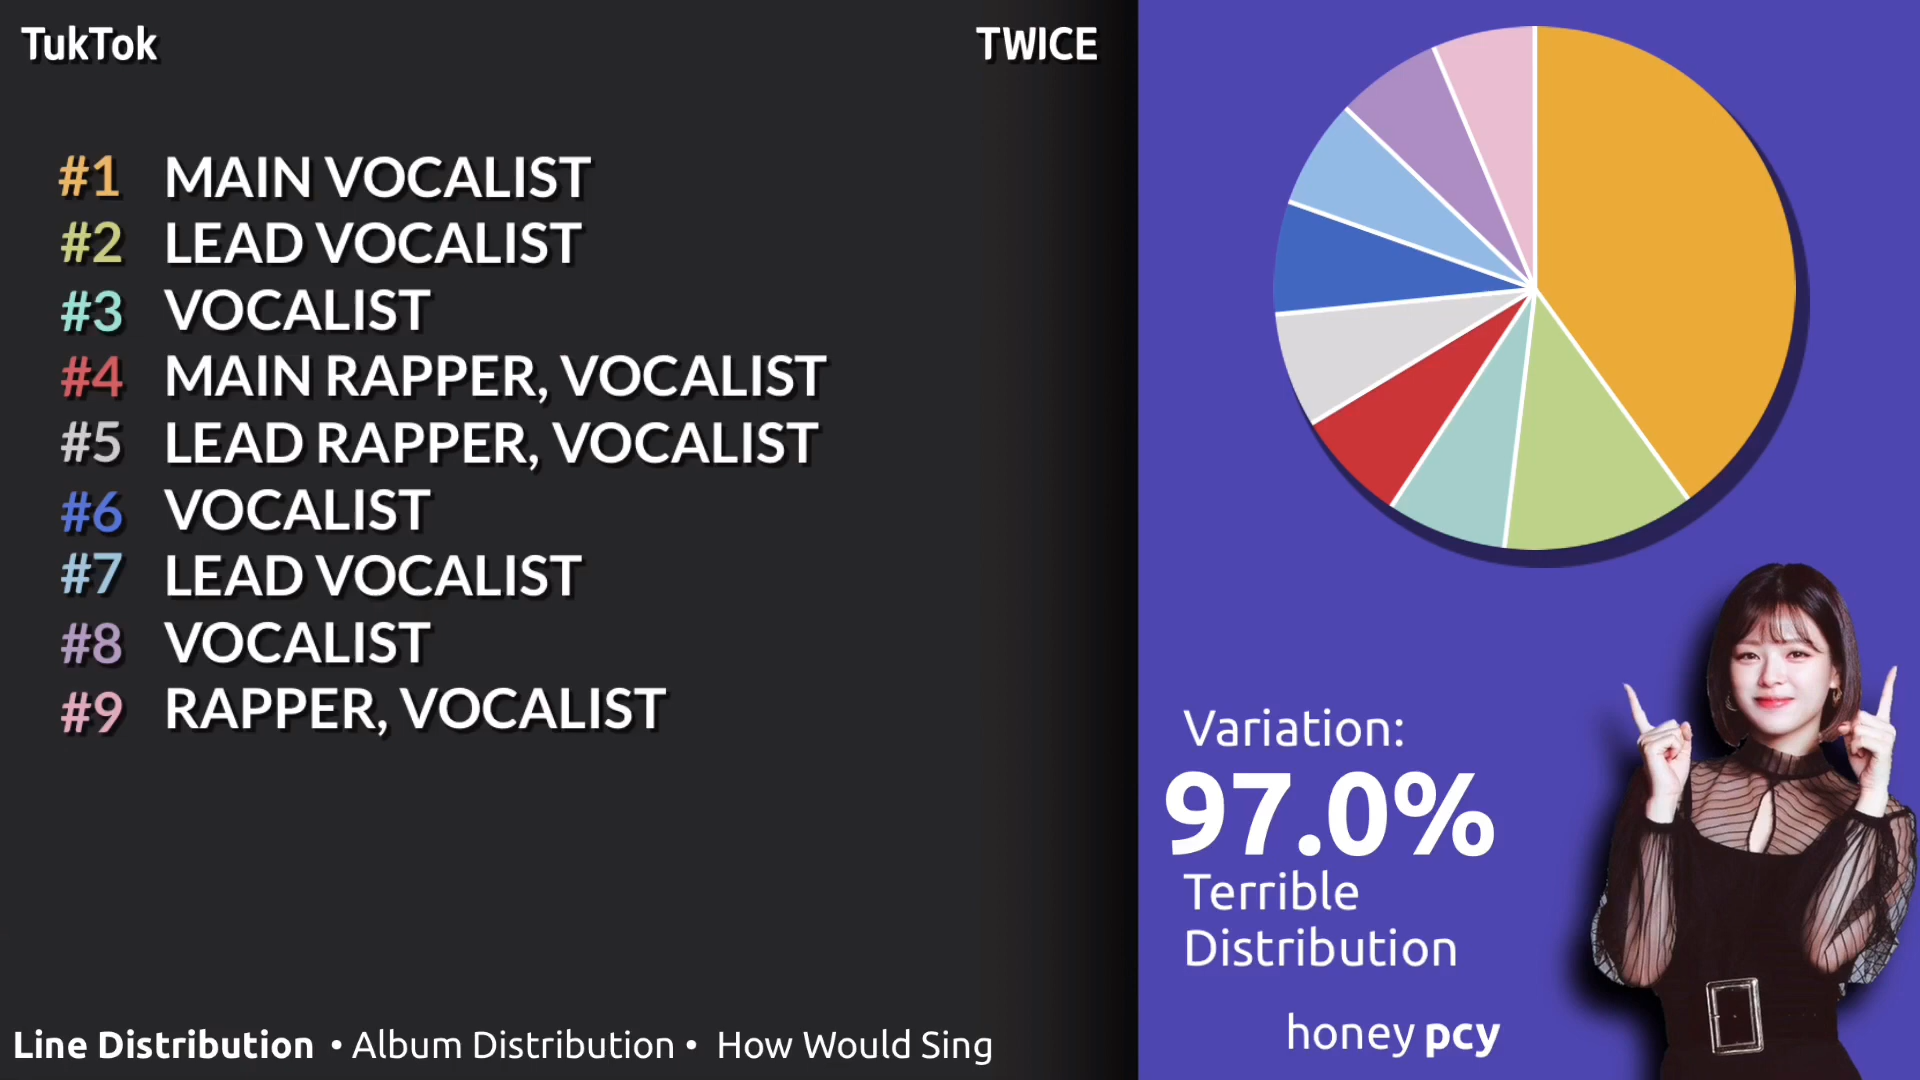 TukTok
TWICE
#1 MAIN VOCALIST
#2 LEAD VOCALIST
#3 VOCALIST
#4 MAIN RAPPER, VOCALIST
#5 LEAD RAPPER, VOCALIST
#6 VOCALIST
#7 LEAD VOCALIST
#8 VOCALIST
#9 RAPPER, VOCALIST
Variation:
97.0%
Terrible
Distribution
honey pcy
Line Distribution • Album Distribution • How Would Sing